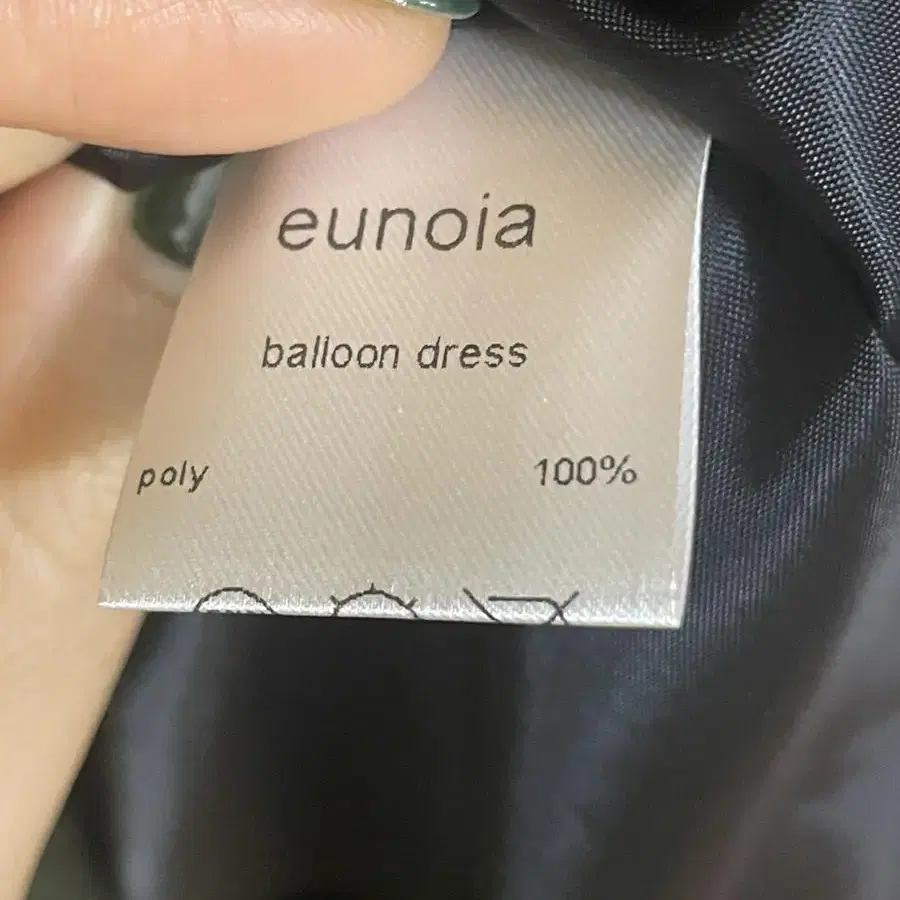 eunoia
balloon dress
poly 100%